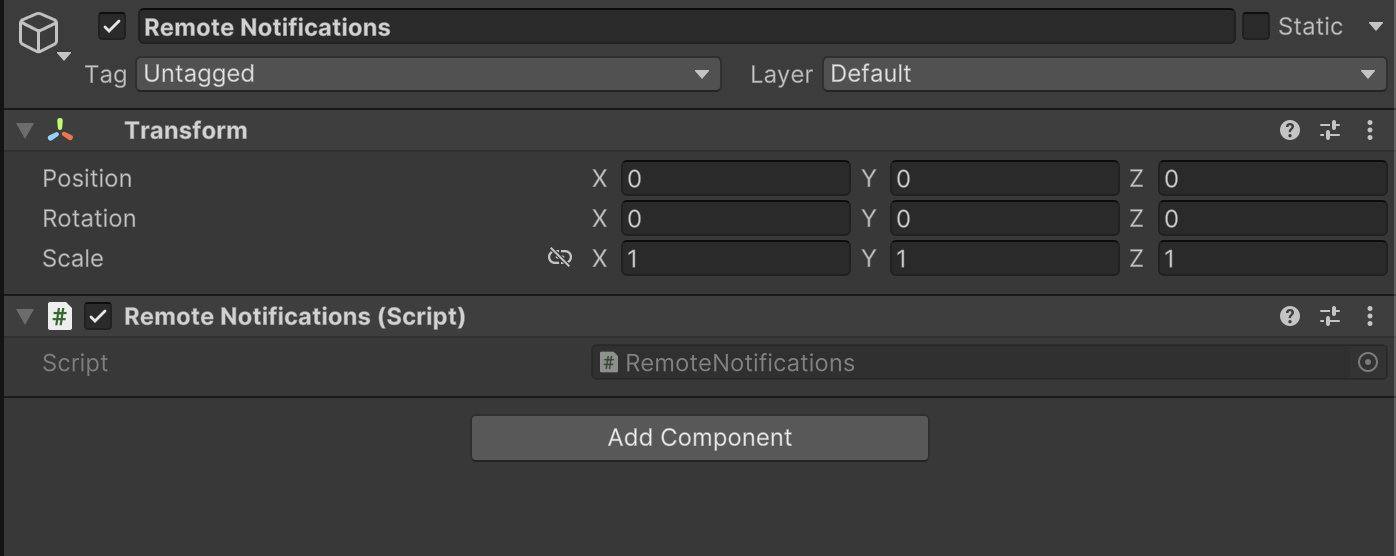 Remote Notifications Static
Tag Untagged Layer Default
Transform
Position X 0 Y 0 Z 0
Rotation X 0 Y 0 Z 0
Scale X 1 Y 1 Z 1
# Remote Notifications (Script)
Script # RemoteNotifications
Add Component